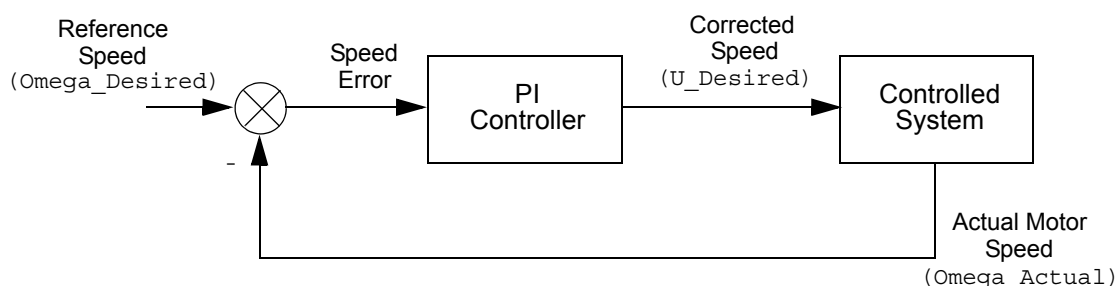 Reference
Speed
(Omega_Desired)
Speed
Error
PI
Controller
Corrected
Speed
(U_Desired)
Controlled
System
-
Actual Motor
Speed
(Omega_Actual)